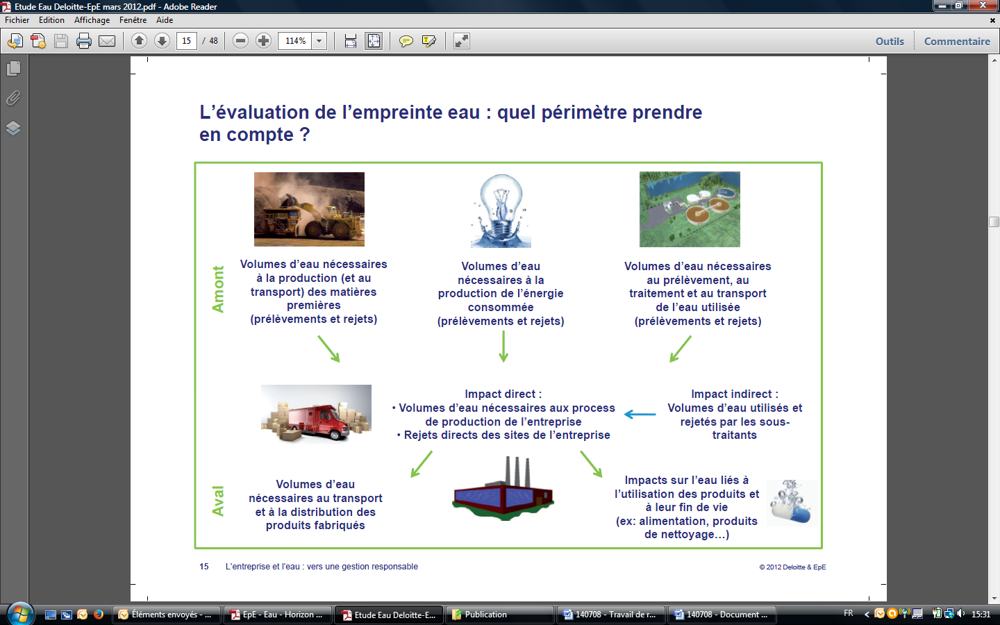 Etude Eau Deloitte-EpE mars 2012.pdf - Adobe Reader
Fichier Edition Affichage Fenêtre Aide
15 / 48 114% Outils Commentaire
L'évaluation de l'empreinte eau : quel périmètre prendre
en compte ?
Amont
Volumes d'eau nécessaires
à la production (et au
transport) des matières
premières
(prélèvements et rejets)
Volumes d'eau
nécessaires à la
production de l'énergie
consommée
(prélèvements et rejets)
Volumes d'eau nécessaires
au prélèvement, au
traitement et au transport
de l'eau utilisée
(prélèvements et rejets)
Impact direct :
• Volumes d'eau nécessaires aux process
de production de l'entreprise
• Rejets directs des sites de l'entreprise
Impact indirect :
Volumes d'eau utilisés et
rejetés par les sous-
traitants
Aval
Volumes d'eau
nécessaires au transport
et à la distribution des
produits fabriqués
Impacts sur l'eau liés à
l'utilisation des produits et
à leur fin de vie
(ex: alimentation, produits
de nettoyage…)
15 L'entreprise et l'eau : vers une gestion responsable
© 2012 Deloitte & EpE
Éléments envoyés - ...
EpE - Eau - Horizon ...
Etude Eau Deloitte-E...
Publication
140708 - Travail de r...
140708 - Document ...
FR
15:31